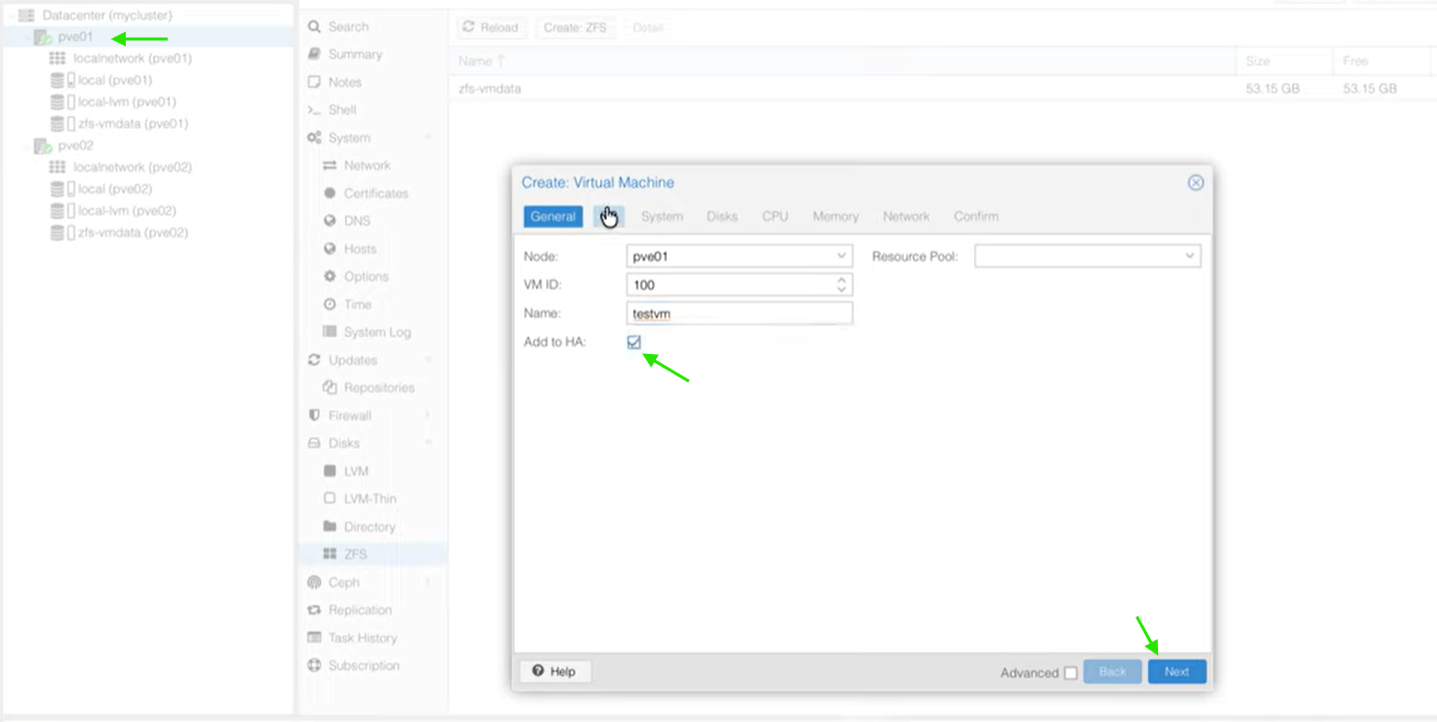 Datacenter (mycluster)
pve01
localnetwork (pve01)
local (pve01)
local-lvm (pve01)
zfs-vmdata (pve01)
pve02
localnetwork (pve02)
local (pve02)
local-lvm (pve02)
zfs-vmdata (pve02)
Search
Summary
Notes
Shell
System
Network
Certificates
DNS
Hosts
Options
Time
System Log
Updates
Repositories
Firewall
Disks
LVM
LVM-Thin
Directory
ZFS
Ceph
Replication
Task History
Subscription
Reload Create: ZFS Detail
Name Size Free
zfs-vmdata 53.15 GB 53.15 GB
Create: Virtual Machine
General System Disks CPU Memory Network Confirm
Node: pve01 Resource Pool:
VM ID: 100
Name: testvm
Add to HA:
Help Advanced Back Next